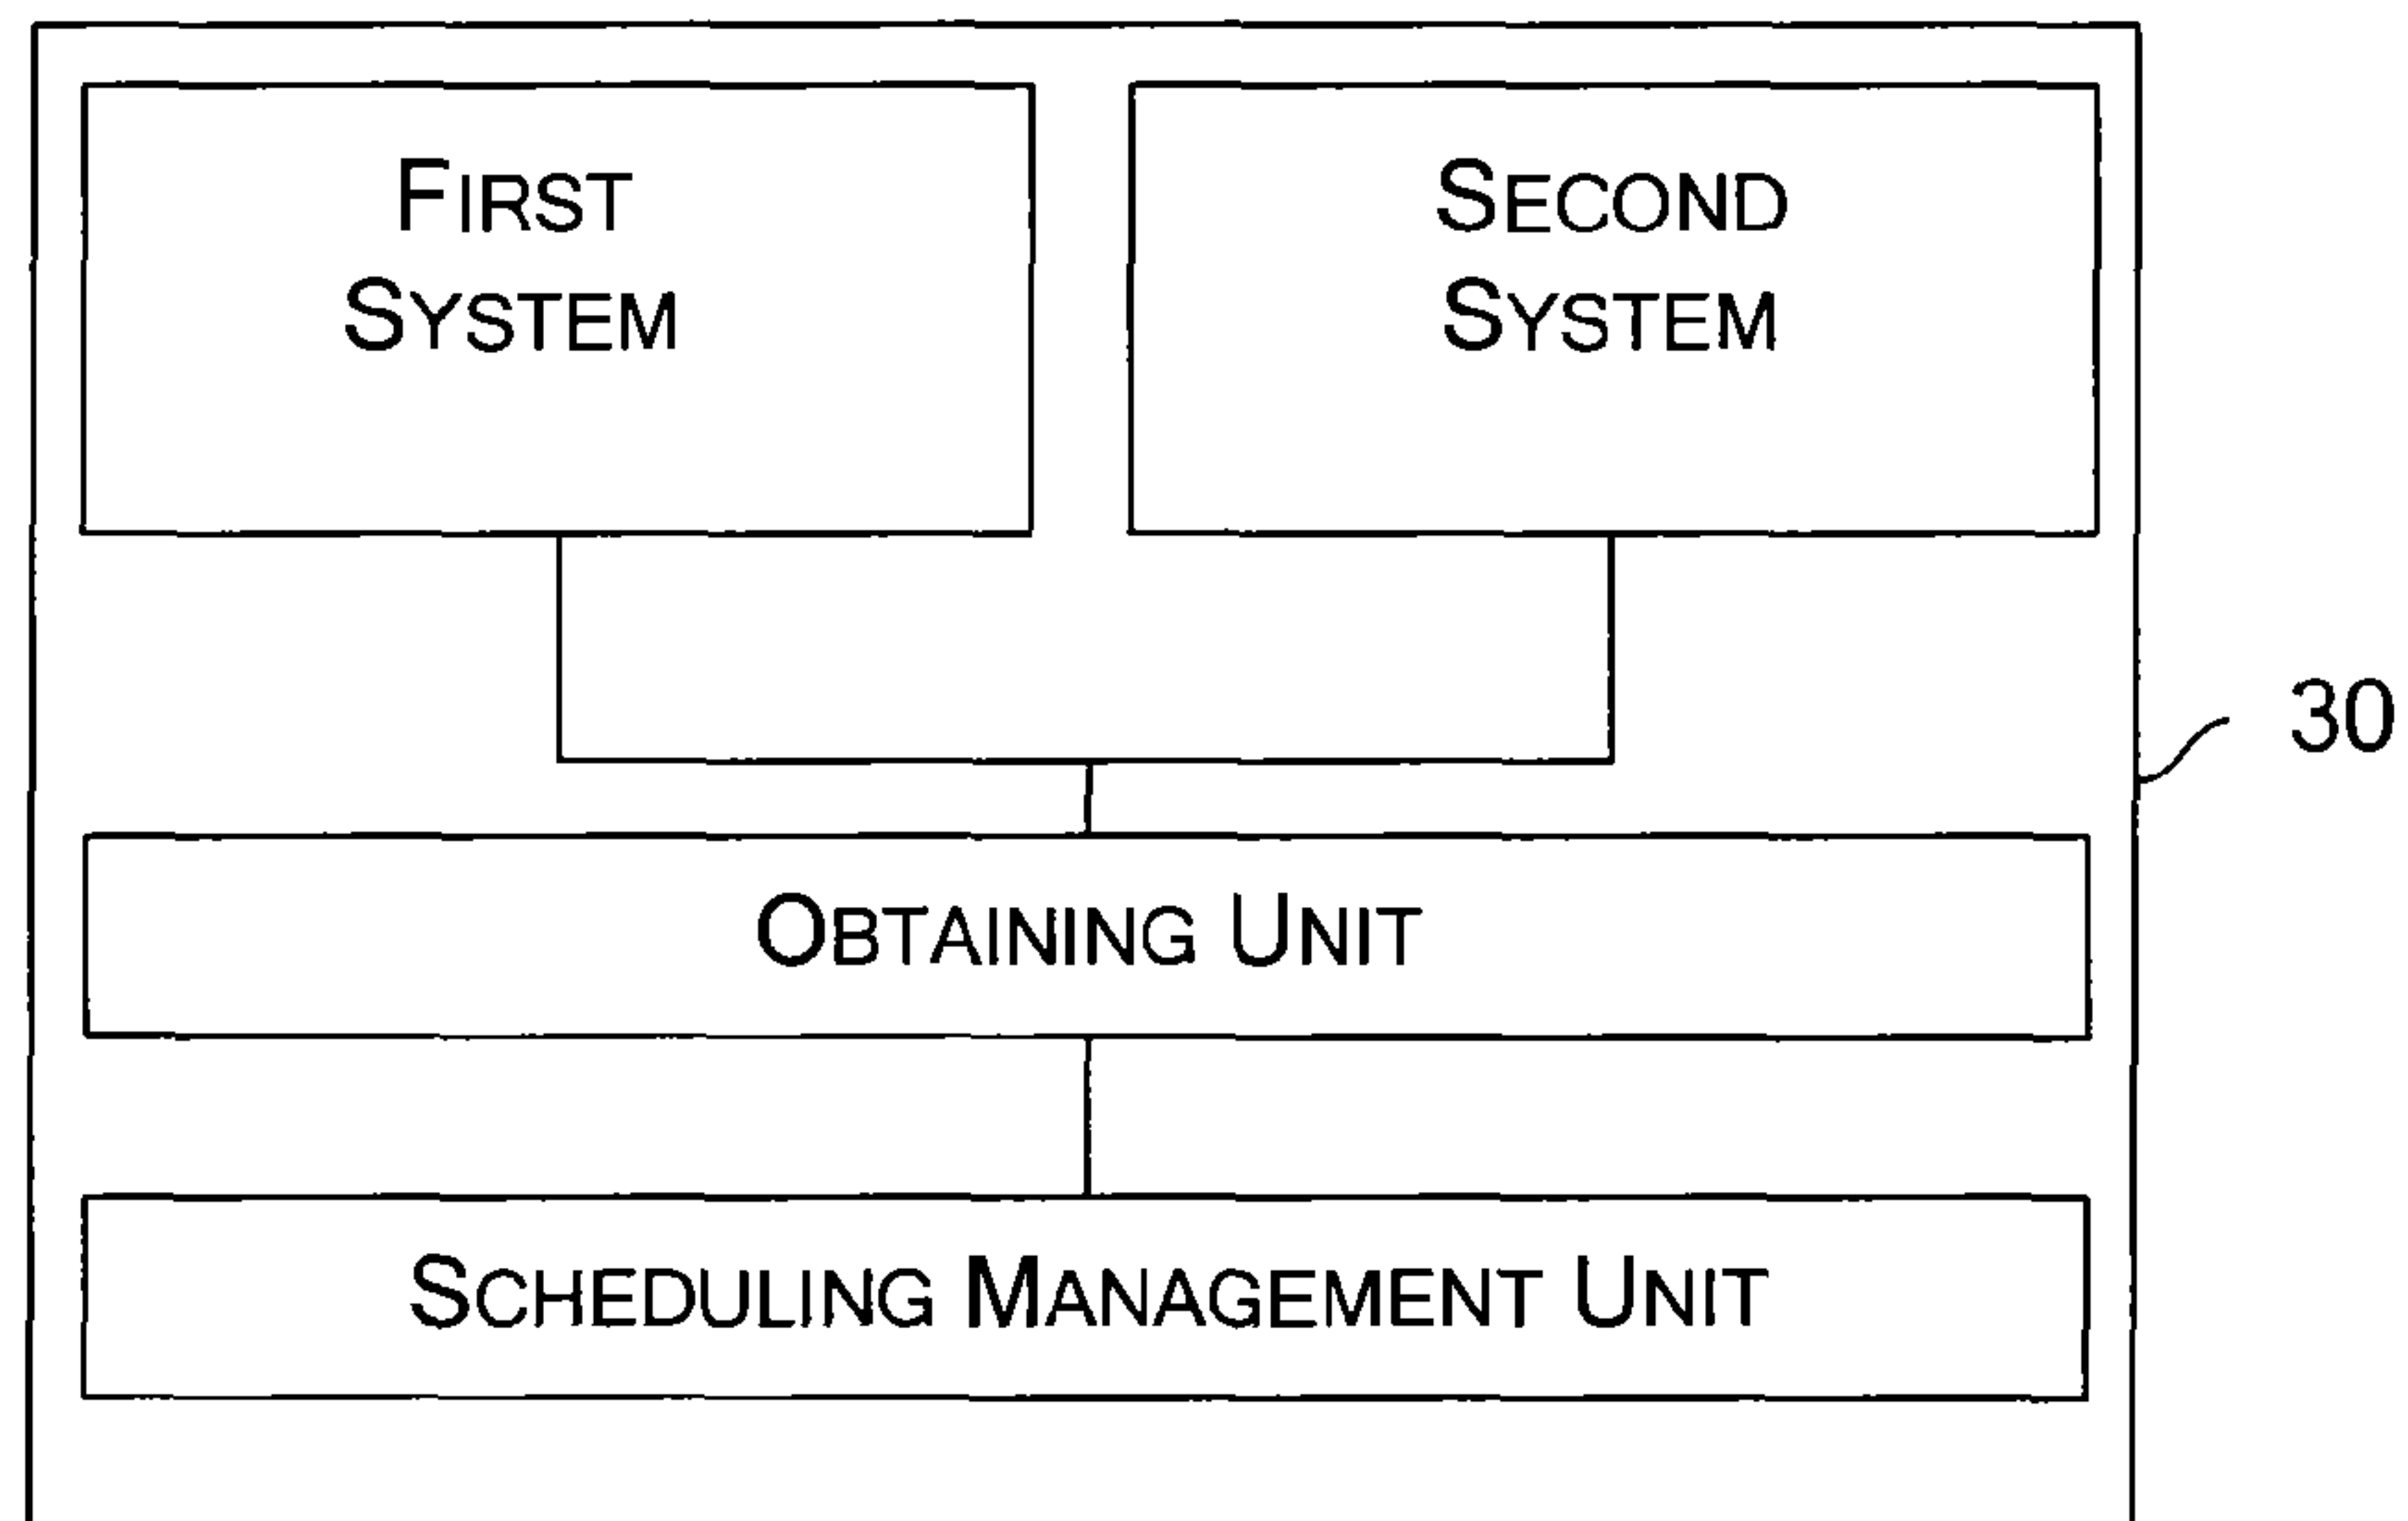 FIRST
SYSTEM
SECOND
SYSTEM
30
OBTAINING UNIT
SCHEDULING MANAGEMENT UNIT